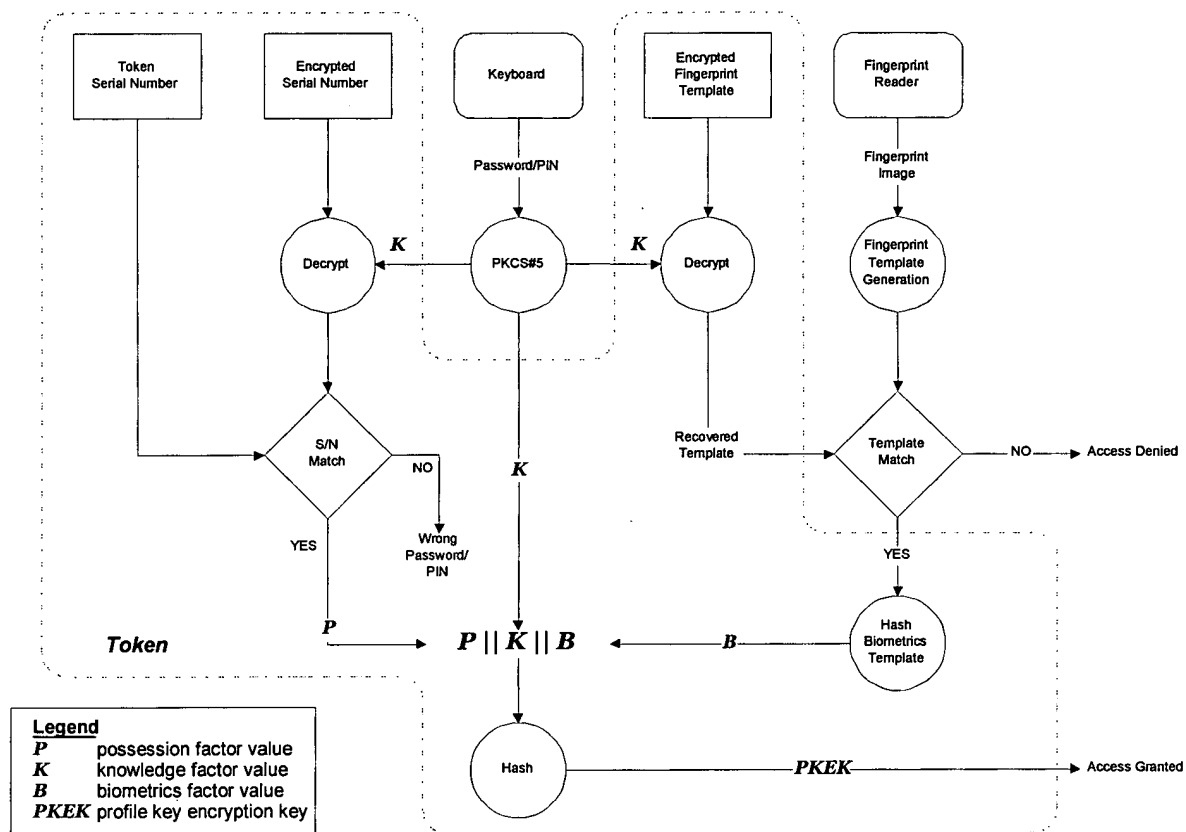 Token
Serial Number
Encrypted
Serial Number
Keyboard
Encrypted
Fingerprint
Template
Fingerprint
Reader
Password/PIN
Fingerprint
Image
Decrypt
K
PKCS#5
K
Decrypt
Fingerprint
Template
Generation
S/N
Match
NO
Wrong
Password/
PIN
YES
K
Recovered
Template
Template
Match
NO
Access Denied
YES
Token
P
P || K || B
B
Hash
Biometrics
Template
Hash
PKEK
Access Granted
Legend
P possession factor value
K knowledge factor value
B biometrics factor value
PKEK profile key encryption key